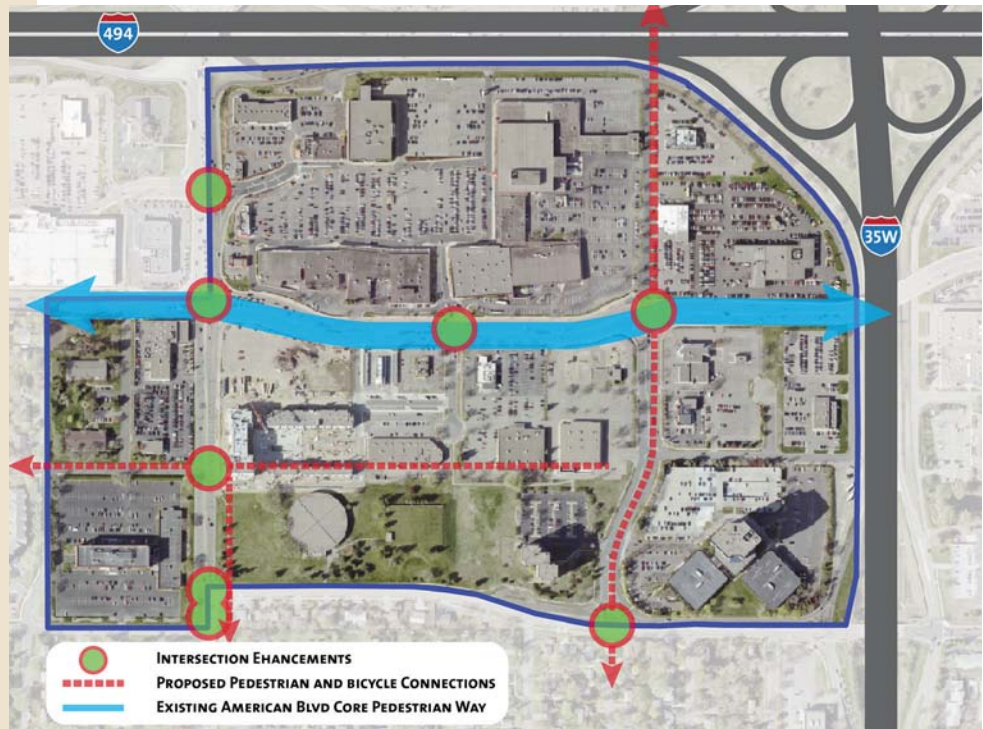 494
35W
INTERSECTION EHANCEMENTS
PROPOSED PEDESTRIAN AND BICYCLE CONNECTIONS
EXISTING AMERICAN BLVD CORE PEDESTRIAN WAY